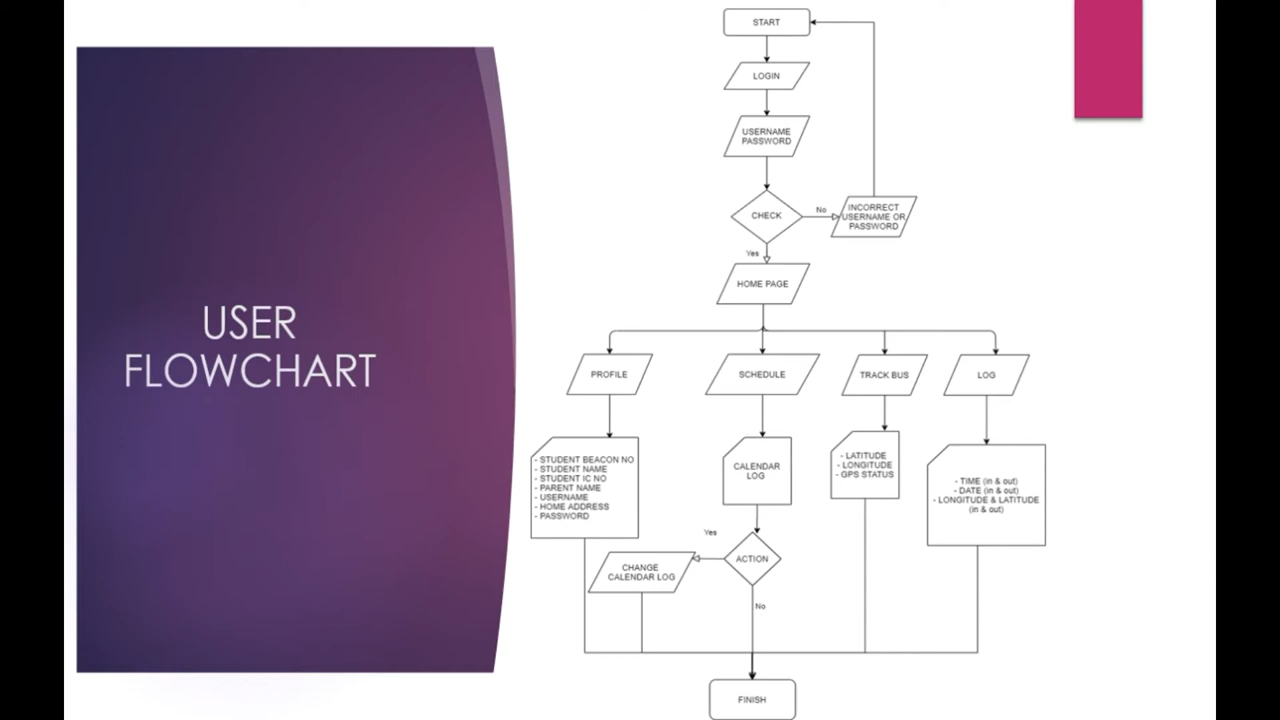 USER
FLOWCHART
START
LOGIN
USERNAME
PASSWORD
CHECK
No
INCORRECT
USERNAME OR
PASSWORD
Yes
HOME PAGE
PROFILE
SCHEDULE
TRACK BUS
LOG
- STUDENT BEACON NO
- STUDENT NAME
- STUDENT IC NO
- PARENT NAME
- USERNAME
- HOME ADDRESS
- PASSWORD
CALENDAR
LOG
- LATITUDE
- LONGITUDE
- GPS STATUS
- TIME (in & out)
- DATE (in & out)
- LONGITUDE & LATITUDE
(in & out)
Yes
ACTION
CHANGE
CALENDAR LOG
No
FINISH